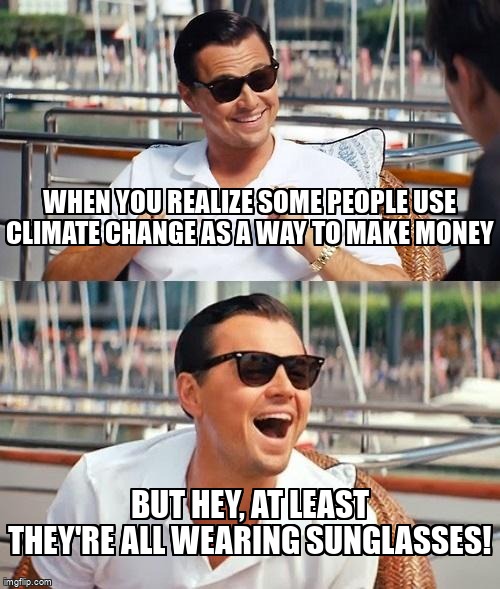 WHEN YOU REALIZE SOME PEOPLE USE
CLIMATE CHANGE AS A WAY TO MAKE MONEY
BUT HEY, AT LEAST
THEY'RE ALL WEARING SUNGLASSES!
imgflip.com